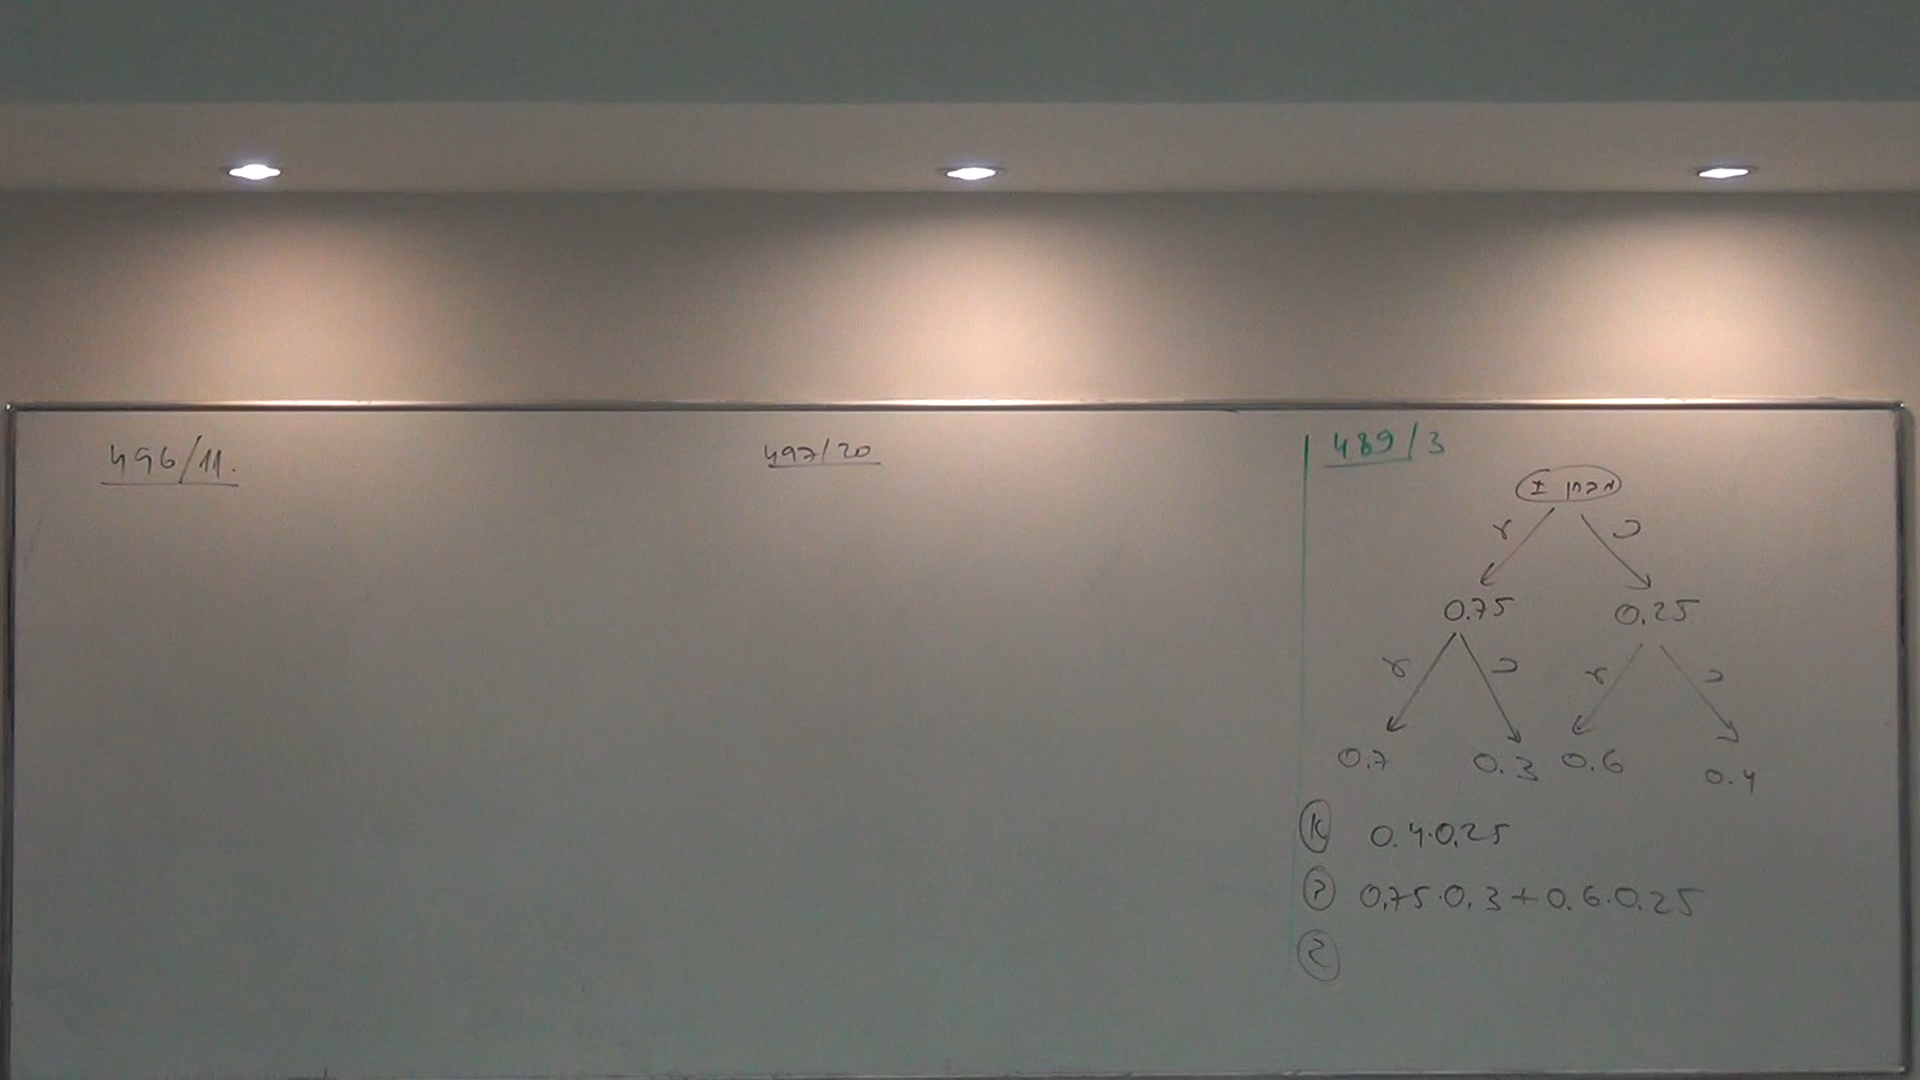 496/11.
497/20
489/3
מבחן I
ע נ
0.75 0.25
ע נ ע נ
0.7 0.3 0.6 0.4
א 0.4·0.25
ב 0.75·0.3+0.6·0.25
ג